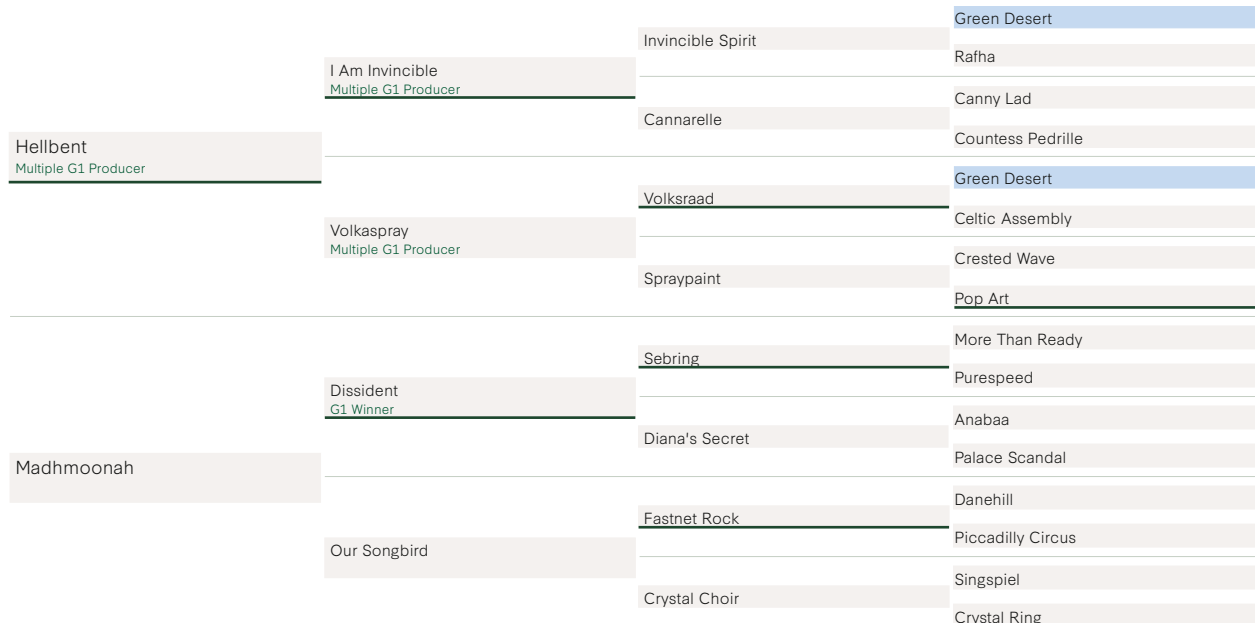 Green Desert
Invincible Spirit
Rafha
I Am Invincible
Multiple G1 Producer
Canny Lad
Cannarelle
Countess Pedrille
Hellbent
Multiple G1 Producer
Green Desert
Volksraad
Celtic Assembly
Volkaspray
Multiple G1 Producer
Crested Wave
Spraypaint
Pop Art
More Than Ready
Sebring
Purespeed
Dissident
G1 Winner
Anabaa
Diana's Secret
Palace Scandal
Madhmoonah
Danehill
Fastnet Rock
Piccadilly Circus
Our Songbird
Singspiel
Crystal Choir
Crystal Ring